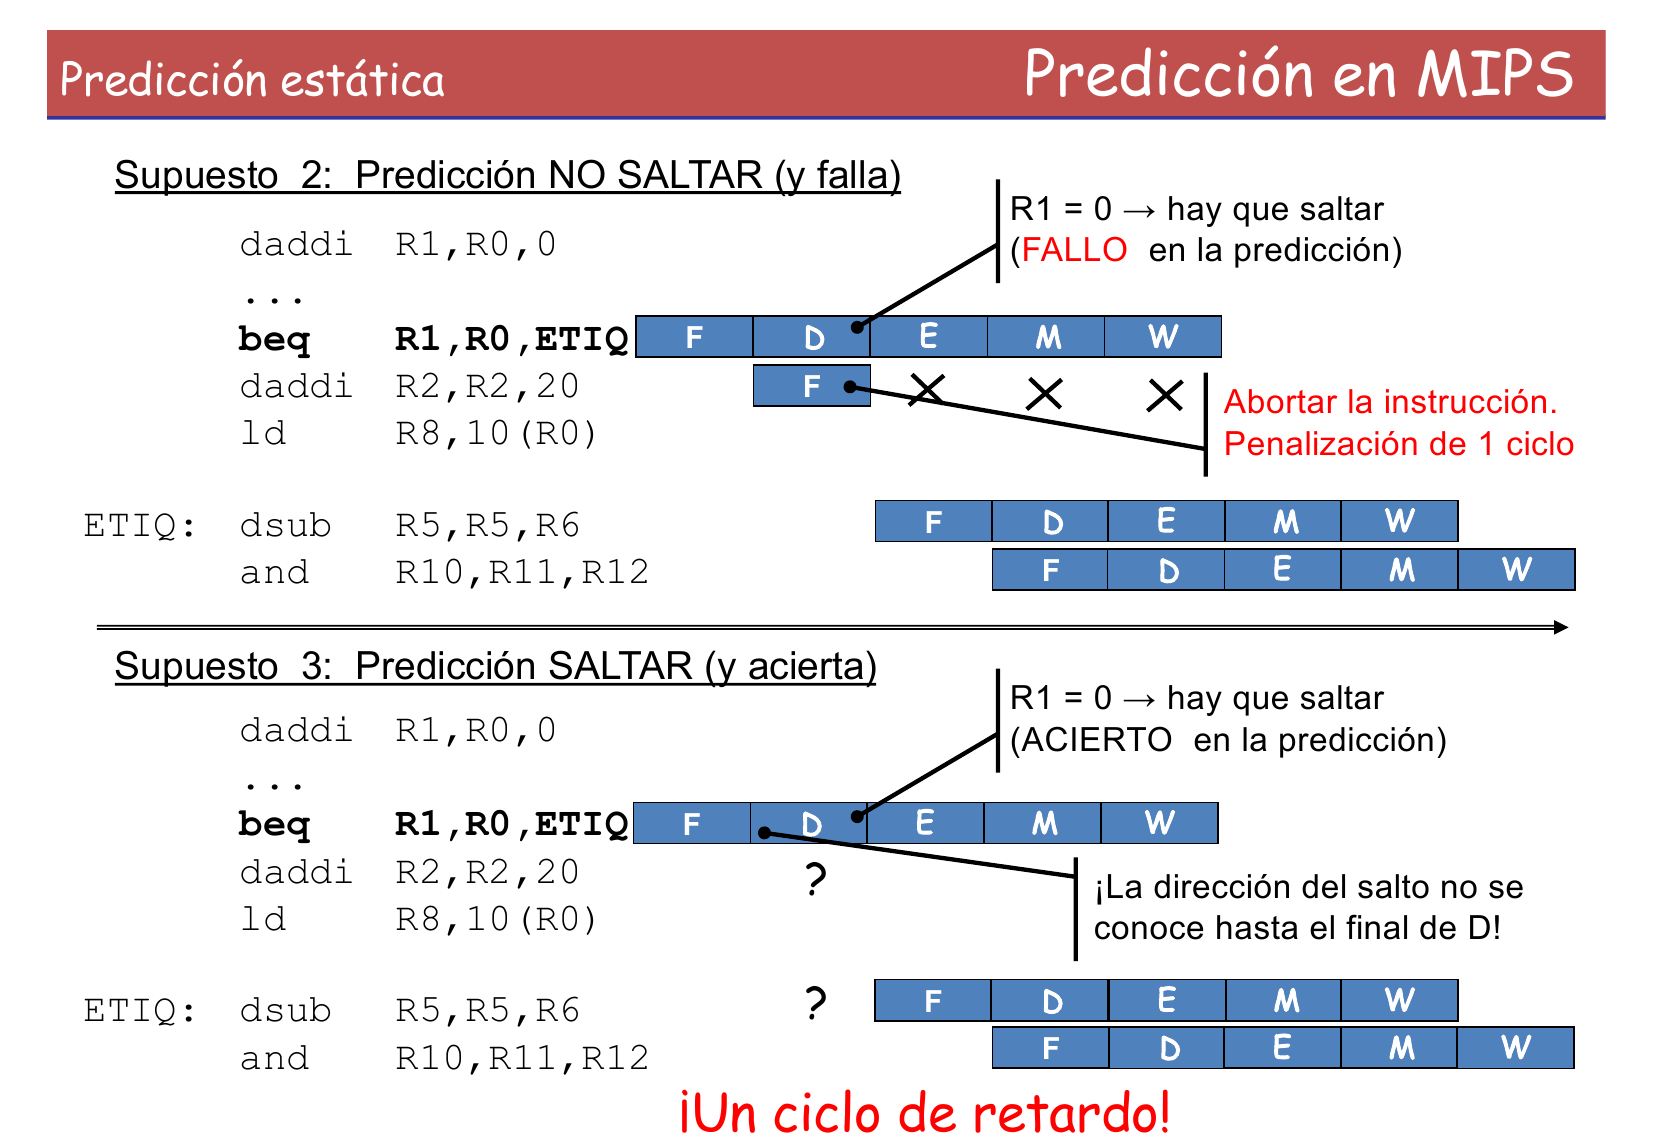 Predicción estática
Predicción en MIPS
Supuesto 2: Predicción NO SALTAR (y falla)
R1 = 0 → hay que saltar
(FALLO en la predicción)
daddi R1,R0,0
...
beq R1,R0,ETIQ F D E M W
daddi R2,R2,20 F
ld R8,10(R0)
Abortar la instrucción.
Penalización de 1 ciclo
ETIQ: dsub R5,R5,R6 F D E M W
and R10,R11,R12 F D E M W
Supuesto 3: Predicción SALTAR (y acierta)
R1 = 0 → hay que saltar
(ACIERTO en la predicción)
daddi R1,R0,0
...
beq R1,R0,ETIQ F D E M W
daddi R2,R2,20 ?
ld R8,10(R0)
¡La dirección del salto no se
conoce hasta el final de D!
ETIQ: dsub R5,R5,R6 ? F D E M W
and R10,R11,R12 F D E M W
¡Un ciclo de retardo!